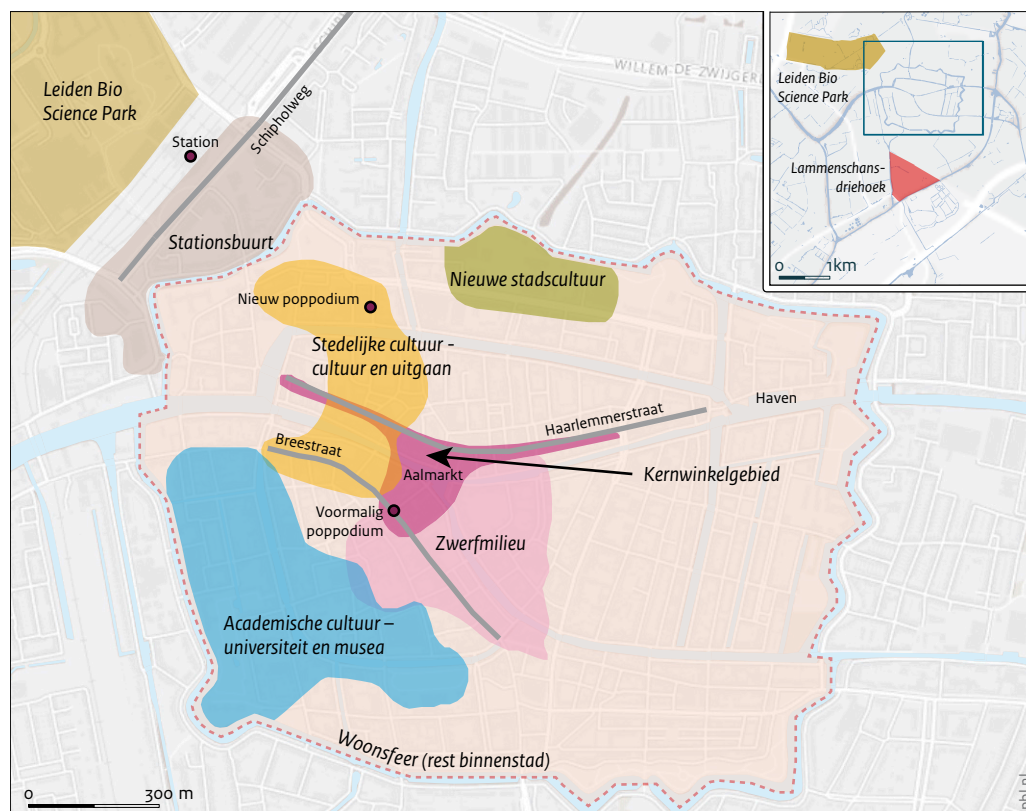 Leiden Bio
Science Park
Station
Schipholweg
WILLEM DE ZWIJGER
Leiden Bio
Science Park
Lammenschans-
driehoek
0 1km
Stationsbuurt
Nieuwe stadscultuur
Nieuw poppodium
Stedelijke cultuur -
cultuur en uitgaan
Haven
Haarlemmerstraat
Breestraat
Aalmarkt
Kernwinkelgebied
Voormalig
poppodium
Zwerfmilieu
Academische cultuur –
universiteit en musea
Woonsfeer (rest binnenstad)
0 300 m
pbl.nl